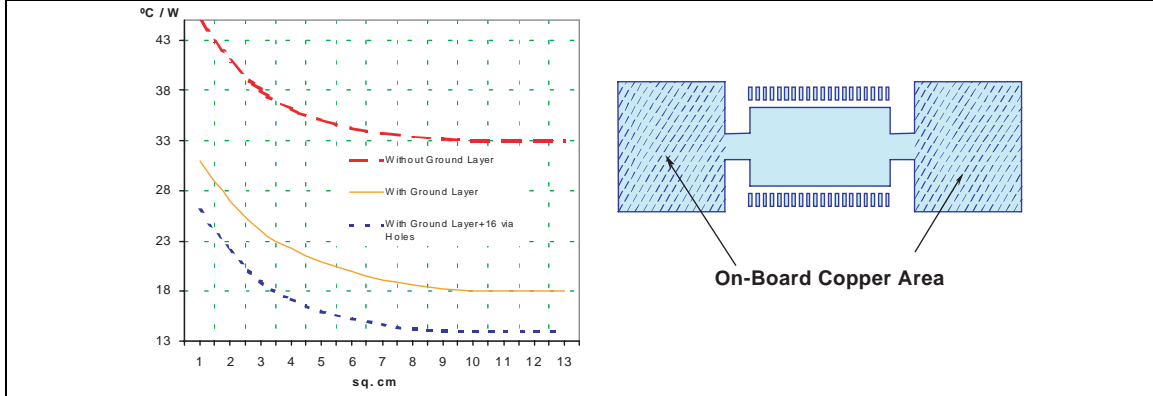 ºC / W
43
38
33
28
23
18
13
Without Ground Layer
With Ground Layer
With Ground Layer+16 via
Holes
1 2 3 4 5 6 7 8 9 10 11 12 13
sq. cm
On-Board Copper Area